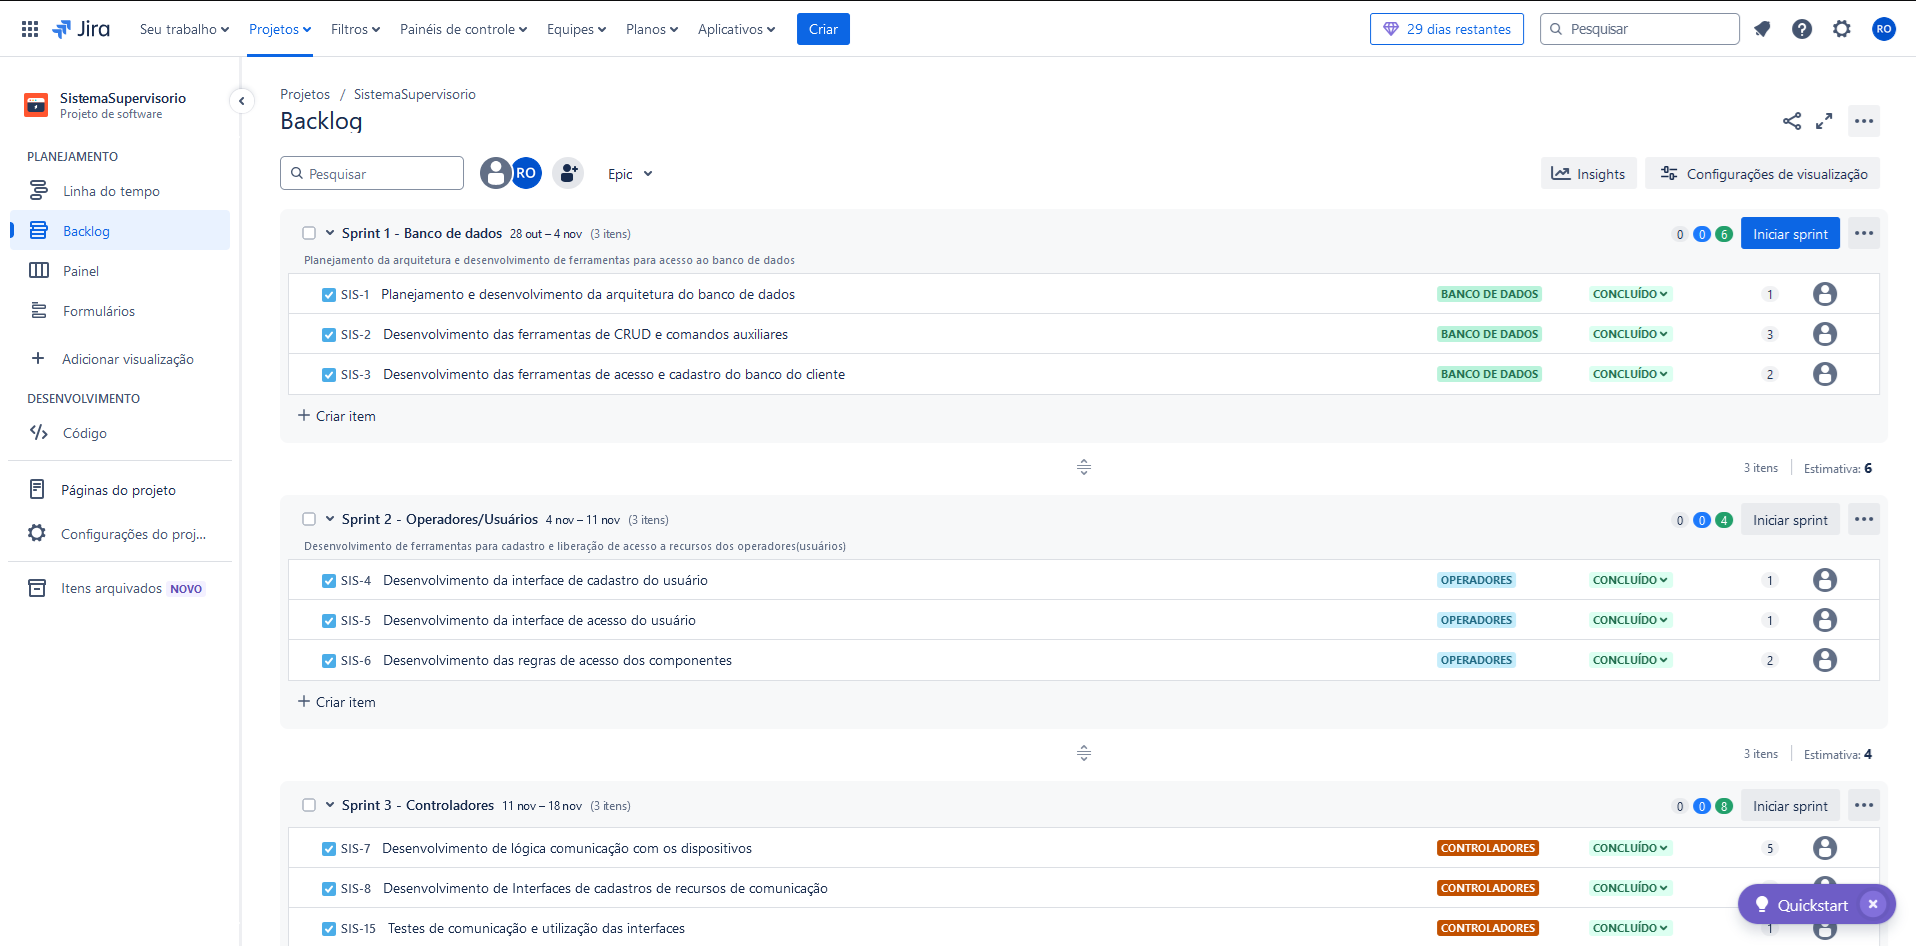 Jira Seu trabalho Projetos Filtros Painéis de controle Equipes Planos Aplicativos Criar 29 dias restantes Pesquisar RO
SistemaSupervisorio
Projeto de software
PLANEJAMENTO
Linha do tempo
Backlog
Painel
Formulários
Adicionar visualização
DESENVOLVIMENTO
Código
Páginas do projeto
Configurações do proj...
Itens arquivados NOVO
Projetos / SistemaSupervisorio
Backlog
Pesquisar RO Epic Insights Configurações de visualização
Sprint 1 - Banco de dados 28 out – 4 nov (3 itens) 0 0 6 Iniciar sprint
Planejamento da arquitetura e desenvolvimento de ferramentas para acesso ao banco de dados
SIS-1 Planejamento e desenvolvimento da arquitetura do banco de dados BANCO DE DADOS CONCLUÍDO 1
SIS-2 Desenvolvimento das ferramentas de CRUD e comandos auxiliares BANCO DE DADOS CONCLUÍDO 3
SIS-3 Desenvolvimento das ferramentas de acesso e cadastro do banco do cliente BANCO DE DADOS CONCLUÍDO 2
Criar item
3 itens Estimativa: 6
Sprint 2 - Operadores/Usuários 4 nov – 11 nov (3 itens) 0 0 4 Iniciar sprint
Desenvolvimento de ferramentas para cadastro e liberação de acesso a recursos dos operadores(usuários)
SIS-4 Desenvolvimento da interface de cadastro do usuário OPERADORES CONCLUÍDO 1
SIS-5 Desenvolvimento da interface de acesso do usuário OPERADORES CONCLUÍDO 1
SIS-6 Desenvolvimento das regras de acesso dos componentes OPERADORES CONCLUÍDO 2
Criar item
3 itens Estimativa: 4
Sprint 3 - Controladores 11 nov – 18 nov (3 itens) 0 0 8 Iniciar sprint
SIS-7 Desenvolvimento de lógica comunicação com os dispositivos CONTROLADORES CONCLUÍDO 5
SIS-8 Desenvolvimento de Interfaces de cadastros de recursos de comunicação CONTROLADORES CONCLUÍDO
Quickstart
SIS-15 Testes de comunicação e utilização das interfaces CONTROLADORES CONCLUÍDO 1